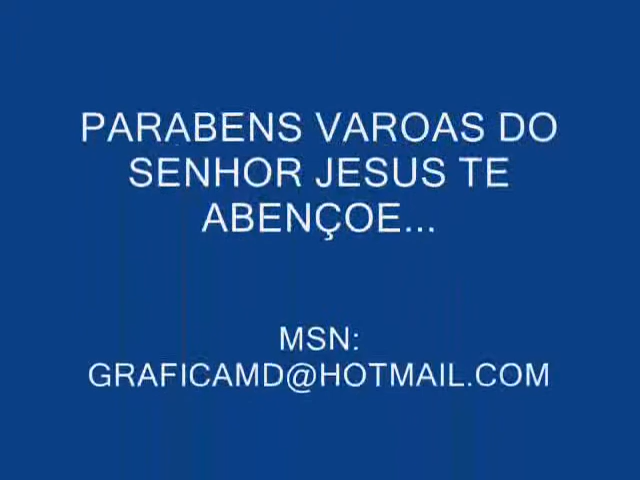 PARABENS VAROAS DO
SENHOR JESUS TE
ABENÇOE...
MSN:
GRAFICAMD@HOTMAIL.COM